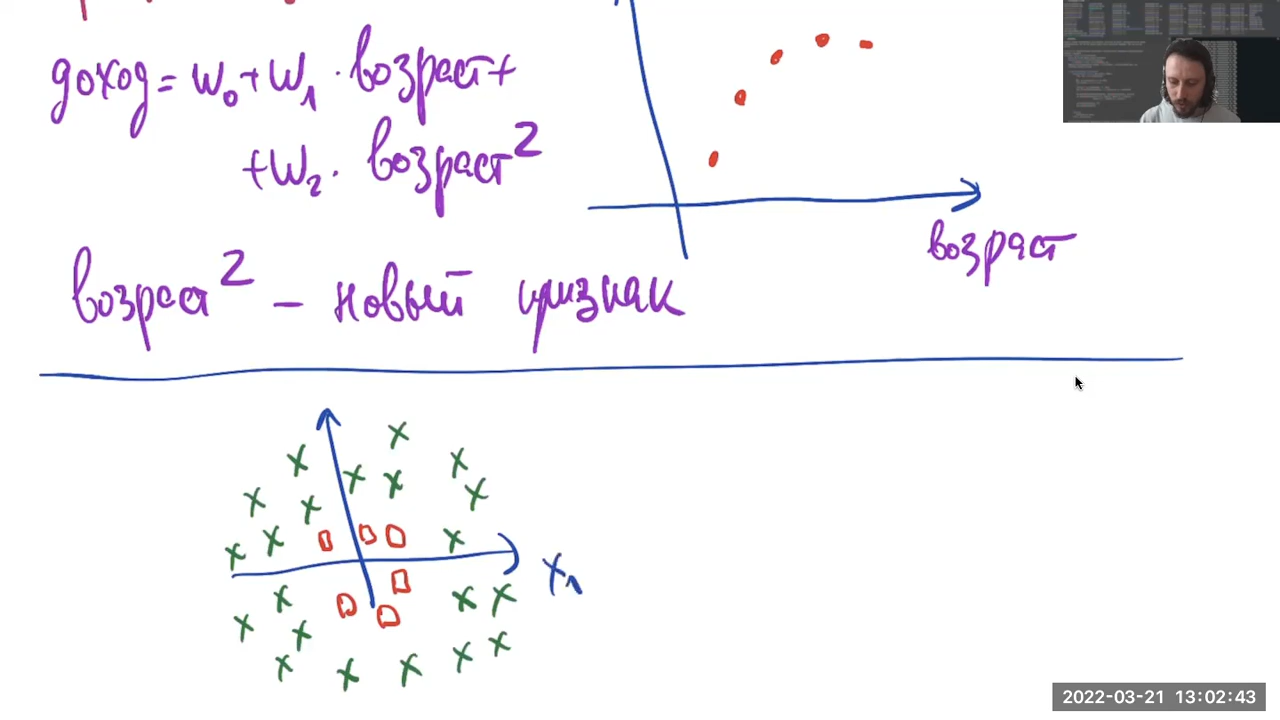 доход = w₀ + w₁ · возраст +
+ w₂ · возраст²
возраст
возраст² – новый признак
x₁
2022-03-21 13:02:43